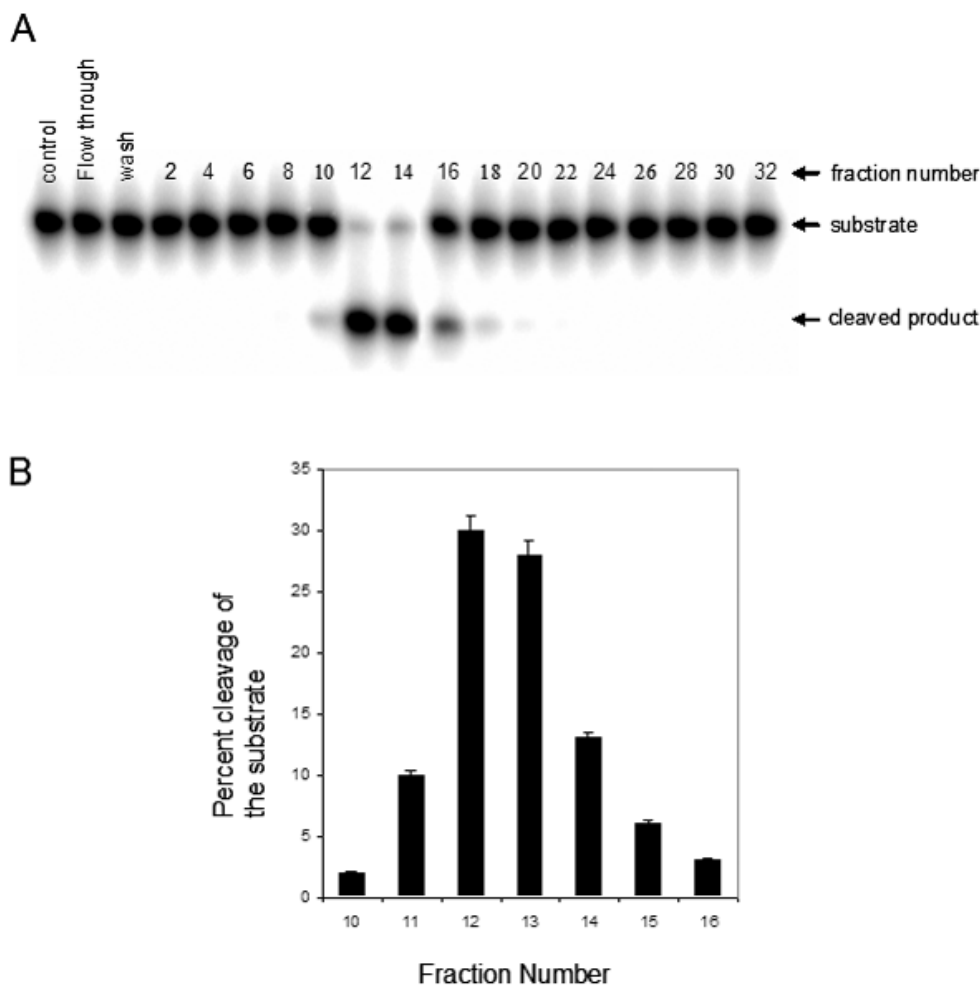 A
control
Flow through
wash
2 4 6 8 10 12 14 16 18 20 22 24 26 28 30 32
fraction number
substrate
cleaved product
B
Percent cleavage of
the substrate
35
30
25
20
15
10
5
0
10 11 12 13 14 15 16
Fraction Number